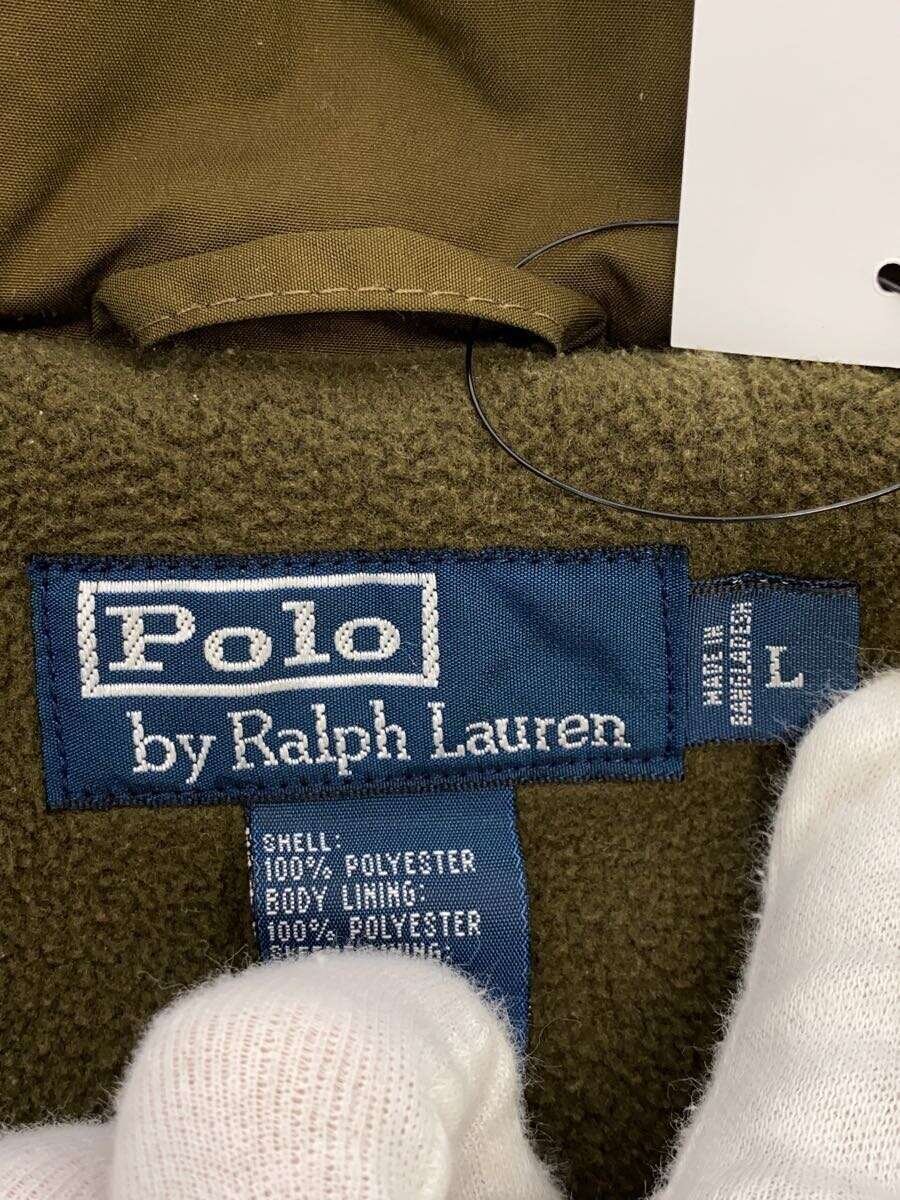 Polo
by Ralph Lauren
MADE IN
BANGLADESH
L
SHELL:
100% POLYESTER
BODY LINING:
100% POLYESTER